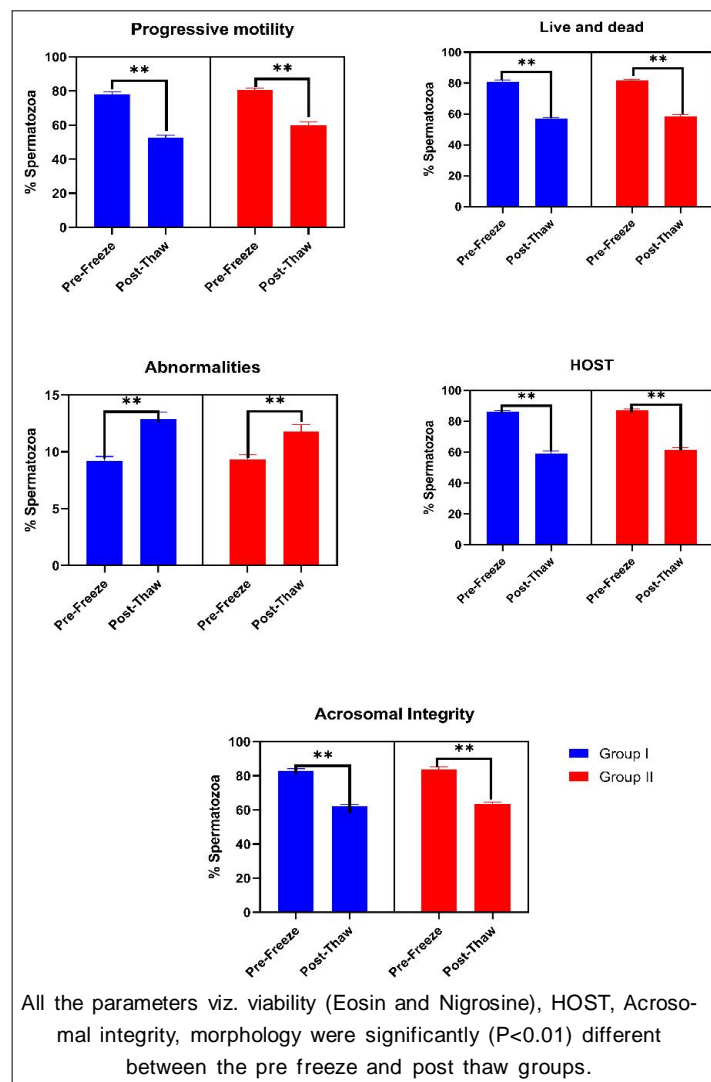 Progressive motility
% Spermatozoa
100
80
60
40
20
0
**
**
Pre-Freeze
Post-Thaw
Pre-Freeze
Post-Thaw
Live and dead
% Spermatozoa
100
80
60
40
20
0
**
**
Pre-Freeze
Post-Thaw
Pre-Freeze
Post-Thaw
Abnormalities
% Spermatozoa
15
10
5
0
**
**
Pre-Freeze
Post-Thaw
Pre-Freeze
Post-Thaw
HOST
% Spermatozoa
100
80
60
40
20
0
**
**
Pre-Freeze
Post-Thaw
Pre-Freeze
Post-Thaw
Acrosomal Integrity
% Spermatozoa
100
80
60
40
20
0
**
**
Pre-Freeze
Post-Thaw
Pre-Freeze
Post-Thaw
Group I
Group II
All the parameters viz. viability (Eosin and Nigrosine), HOST, Acroso-
mal integrity, morphology were significantly (P<0.01) different
between the pre freeze and post thaw groups.